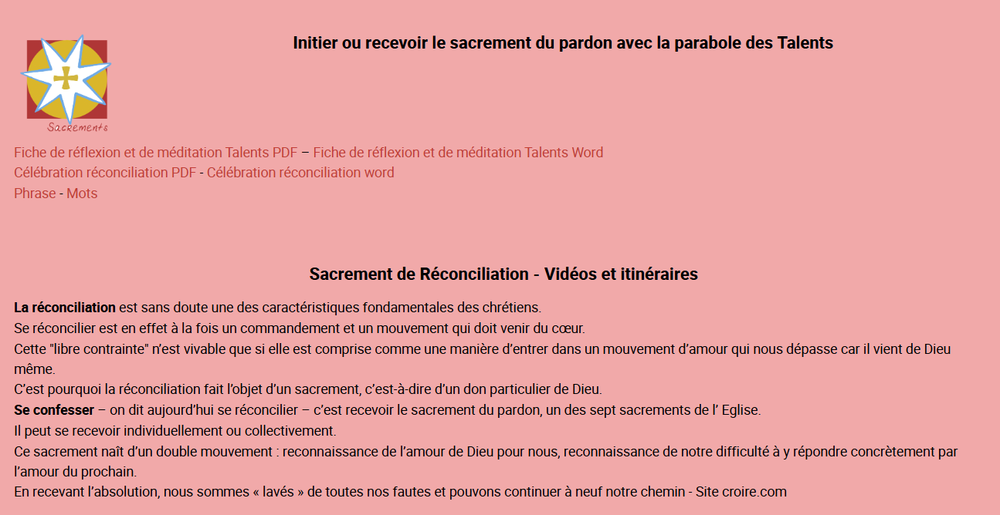 Initier ou recevoir le sacrement du pardon avec la parabole des Talents
Sacrements
Fiche de réflexion et de méditation Talents PDF – Fiche de réflexion et de méditation Talents Word
Célébration réconciliation PDF - Célébration réconciliation word
Phrase - Mots
Sacrement de Réconciliation - Vidéos et itinéraires
La réconciliation est sans doute une des caractéristiques fondamentales des chrétiens.
Se réconcilier est en effet à la fois un commandement et un mouvement qui doit venir du cœur.
Cette "libre contrainte" n’est vivable que si elle est comprise comme une manière d’entrer dans un mouvement d’amour qui nous dépasse car il vient de Dieu
même.
C’est pourquoi la réconciliation fait l’objet d’un sacrement, c’est-à-dire d’un don particulier de Dieu.
Se confesser – on dit aujourd’hui se réconcilier – c’est recevoir le sacrement du pardon, un des sept sacrements de l’ Eglise.
Il peut se recevoir individuellement ou collectivement.
Ce sacrement naît d’un double mouvement : reconnaissance de l’amour de Dieu pour nous, reconnaissance de notre difficulté à y répondre concrètement par
l’amour du prochain.
En recevant l’absolution, nous sommes « lavés » de toutes nos fautes et pouvons continuer à neuf notre chemin - Site croire.com